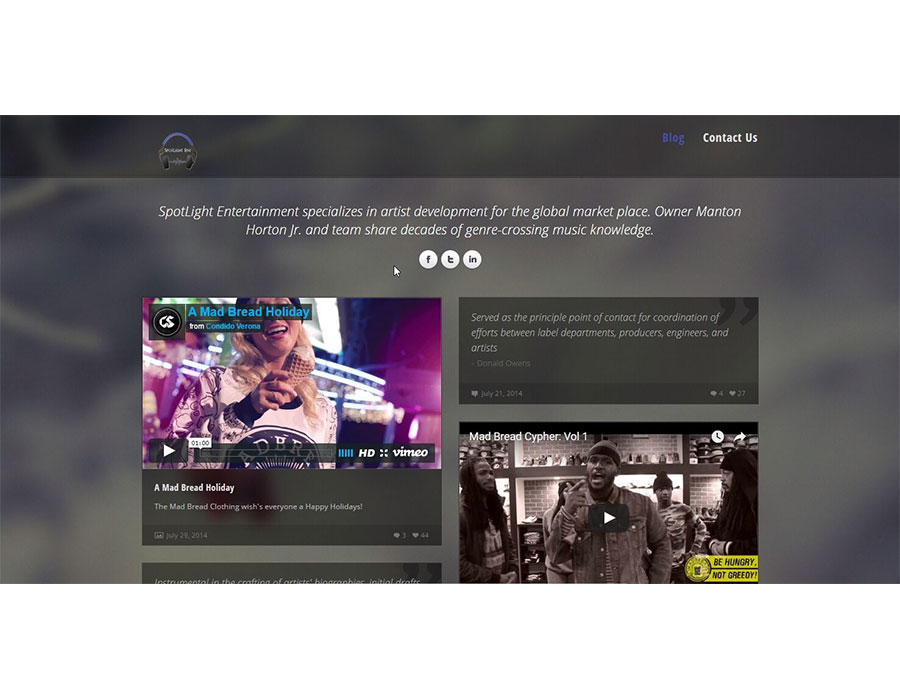 SpotLight Ent
Blog
Contact Us
SpotLight Entertainment specializes in artist development for the global market place. Owner Manton
Horton Jr. and team share decades of genre-crossing music knowledge.
f t in
CS
A Mad Bread Holiday
from Condido Verona
01:00
HD
vimeo
A Mad Bread Holiday
The Mad Bread Clothing wish's everyone a Happy Holidays!
July 29, 2014
3
44
Instrumental in the crafting of artists' biographies, initial drafts
Served as the principle point of contact for coordination of
efforts between label departments, producers, engineers, and
artists
- Donald Owens
July 21, 2014
4
27
Mad Bread Cypher: Vol 1
BE HUNGRY,
NOT GREEDY!